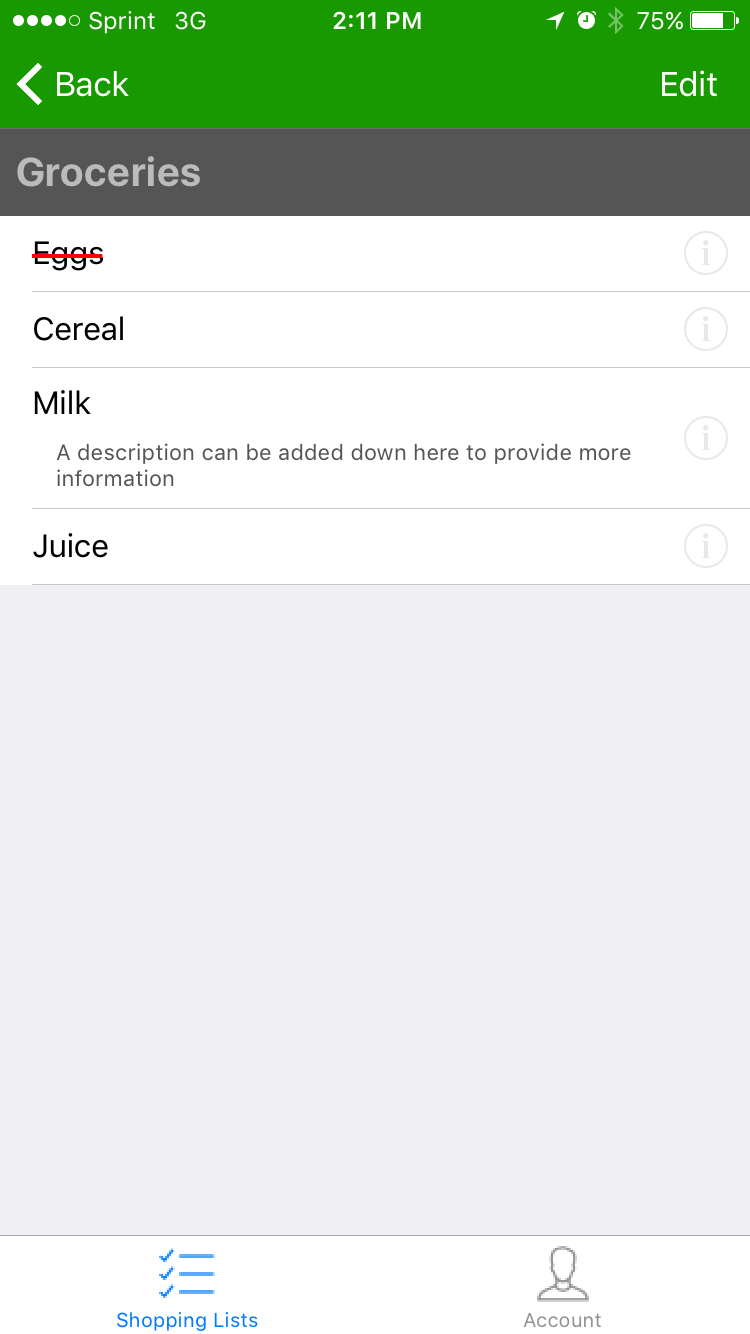 Sprint 3G 2:11 PM 75%
Back Edit
Groceries
Eggs
Cereal
Milk
A description can be added down here to provide more
information
Juice
Shopping Lists Account